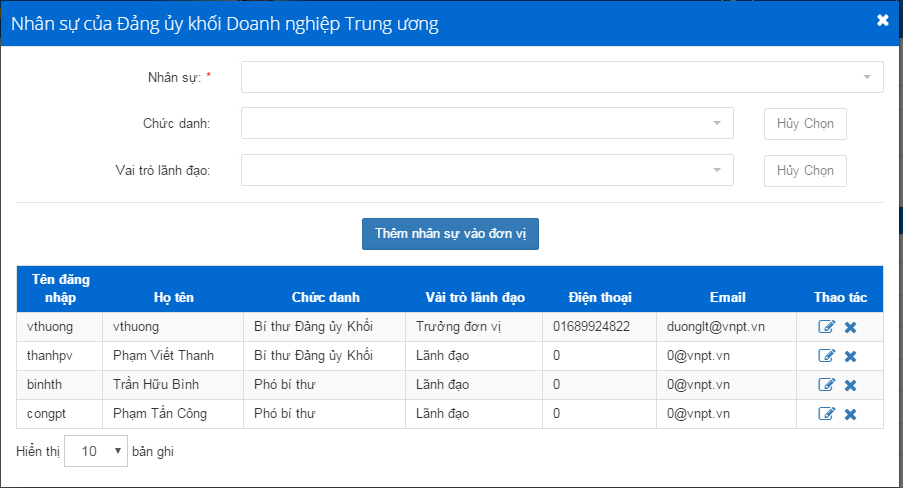 Nhân sự của Đảng ủy khối Doanh nghiệp Trung ương
Nhân sự: *
Chức danh:
Hủy Chọn
Vai trò lãnh đạo:
Hủy Chọn
Thêm nhân sự vào đơn vị
Tên đăng nhập Họ tên Chức danh Vài trò lãnh đạo Điện thoại Email Thao tác
vthuong vthuong Bí thư Đảng ủy Khối Trưởng đơn vị 01689924822 duonglt@vnpt.vn
thanhpv Phạm Viết Thanh Bí thư Đảng ủy Khối Lãnh đạo 0 0@vnpt.vn
binhth Trần Hữu Bình Phó bí thư Lãnh đạo 0 0@vnpt.vn
congpt Phạm Tấn Công Phó bí thư Lãnh đạo 0 0@vnpt.vn
Hiển thị 10 bản ghi